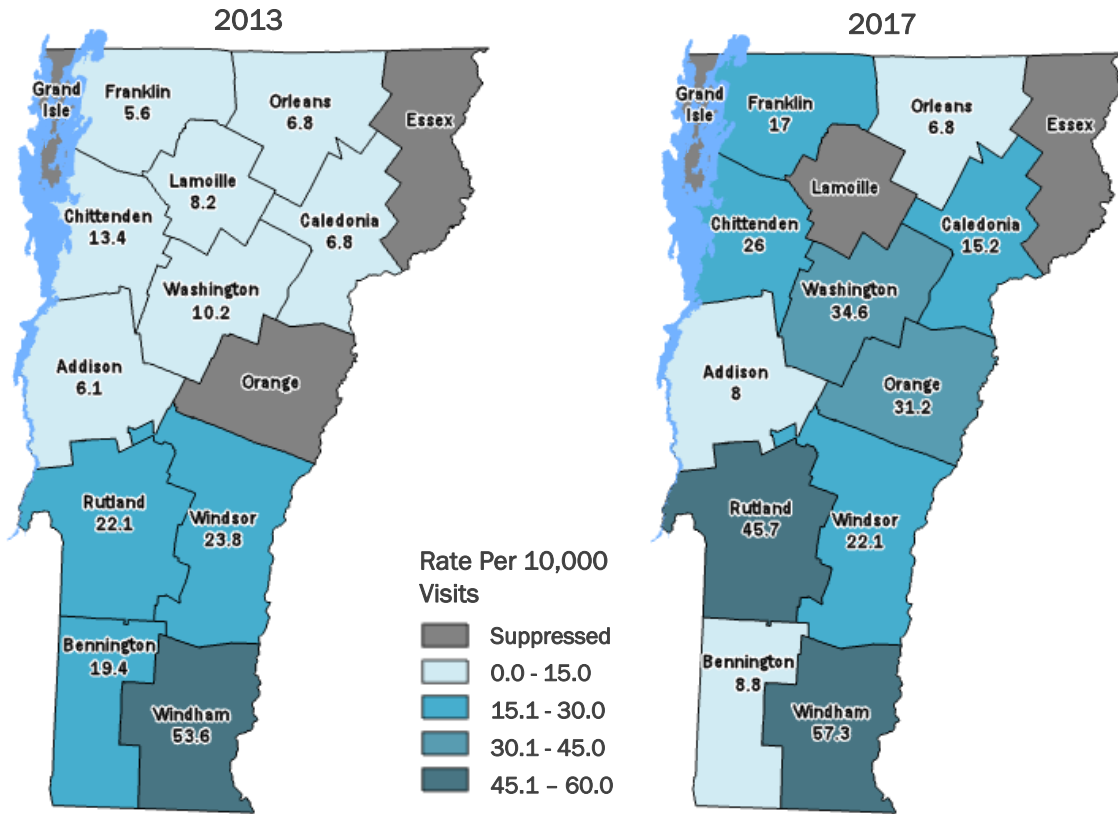 2013
Grand
Isle
Franklin
5.6
Orleans
6.8
Essex
Lamoille
8.2
Chittenden
13.4
Caledonia
6.8
Washington
10.2
Addison
6.1
Orange
Rutland
22.1
Windsor
23.8
Bennington
19.4
Windham
53.6
Rate Per 10,000
Visits
Suppressed
0.0 - 15.0
15.1 - 30.0
30.1 - 45.0
45.1 – 60.0
2017
Grand
Isle
Franklin
17
Orleans
6.8
Essex
Lamoille
Chittenden
26
Caledonia
15.2
Washington
34.6
Addison
8
Orange
31.2
Rutland
45.7
Windsor
22.1
Bennington
8.8
Windham
57.3